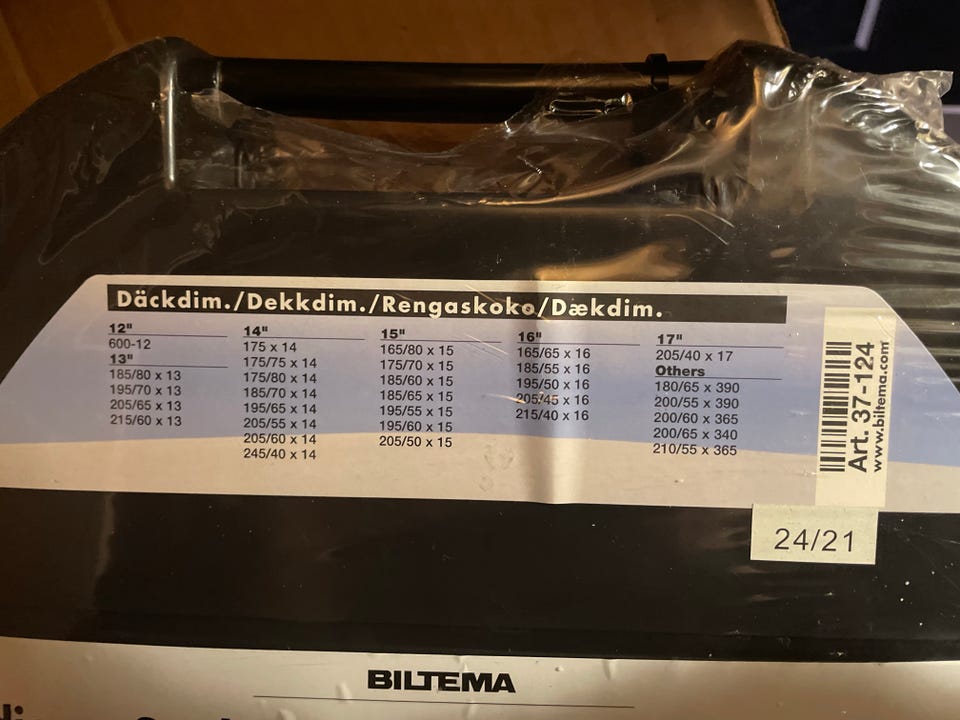 Däckdim./Dekkdim./Rengaskoko/Dækdim.
12"
600-12
13"
185/80 x 13
195/70 x 13
205/65 x 13
215/60 x 13
14"
175 x 14
175/75 x 14
175/80 x 14
185/70 x 14
195/65 x 14
205/55 x 14
205/60 x 14
245/40 x 14
15"
165/80 x 15
175/70 x 15
185/60 x 15
185/65 x 15
195/55 x 15
195/60 x 15
205/50 x 15
16"
165/65 x 16
185/55 x 16
195/50 x 16
205/45 x 16
215/40 x 16
17"
205/40 x 17
Others
180/65 x 390
200/55 x 390
200/60 x 365
200/65 x 340
210/55 x 365
Art. 37-124
www.biltema.com
24/21
BILTEMA